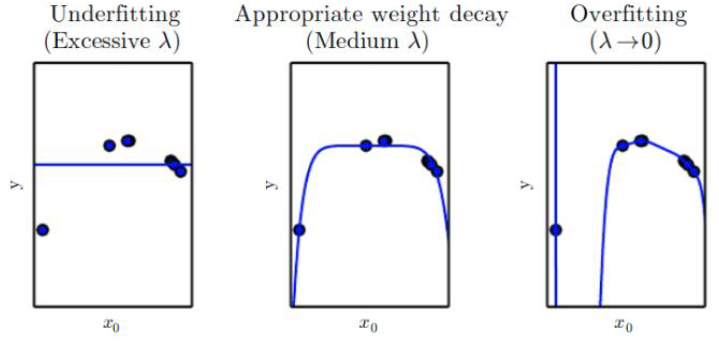 Underfitting
(Excessive λ)
Appropriate weight decay
(Medium λ)
Overfitting
(λ→0)
y
x₀
y
x₀
y
x₀